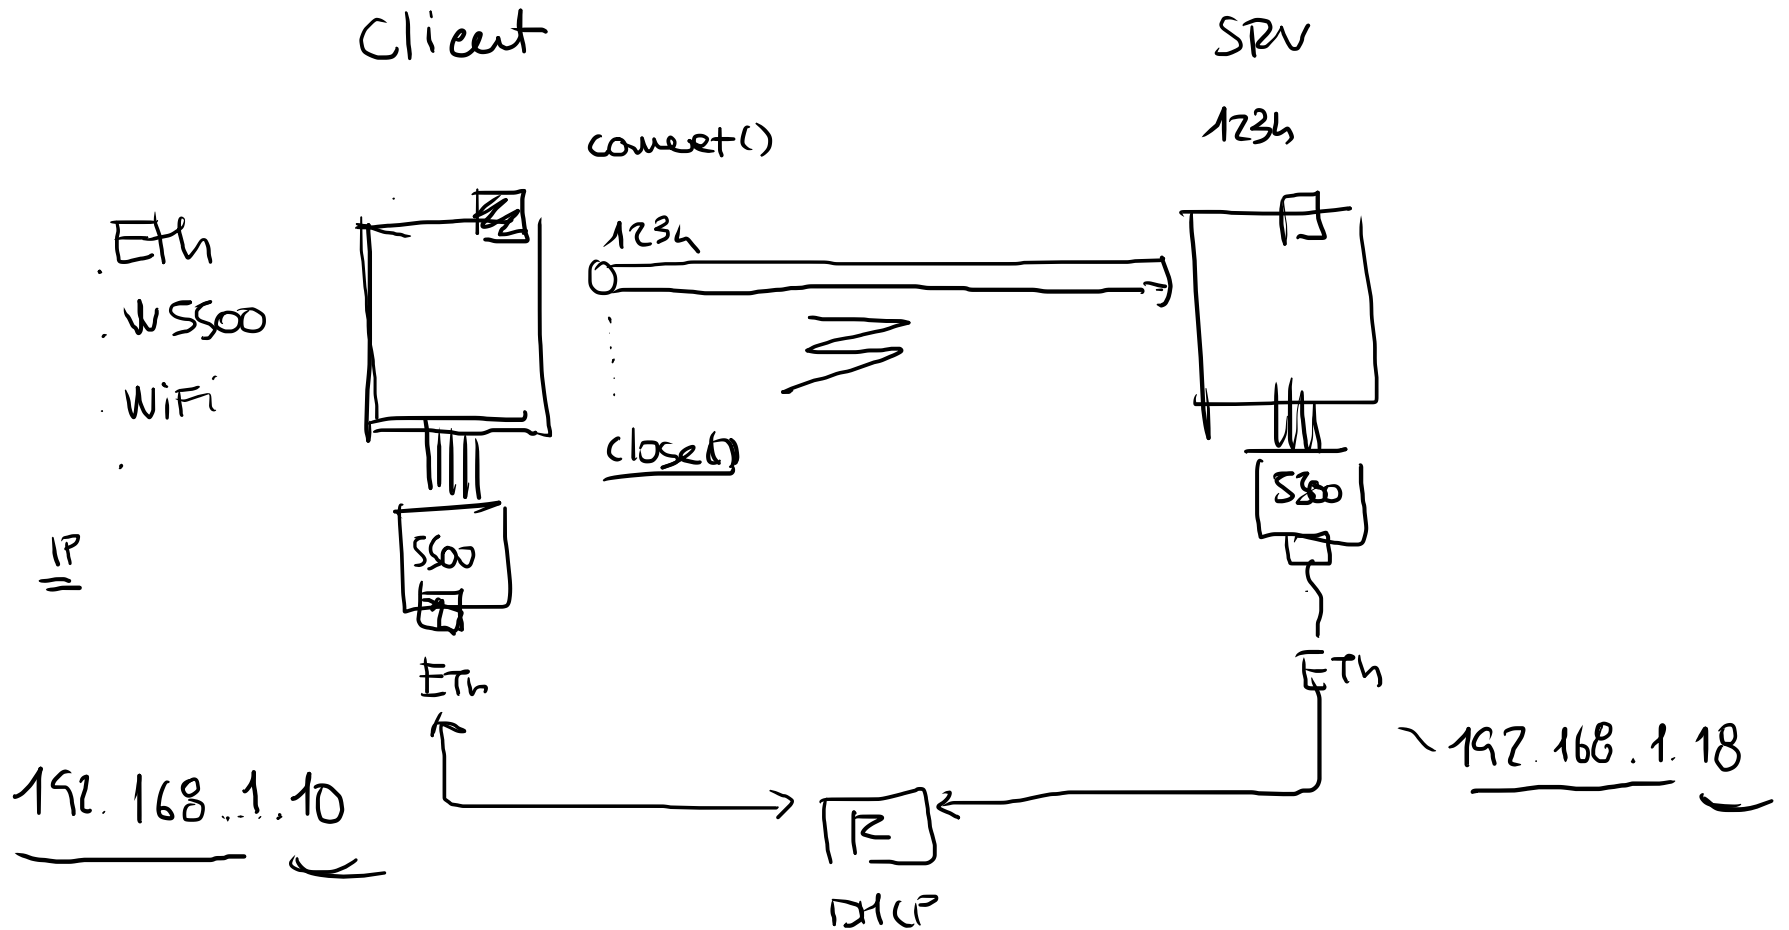 Client
SRV
connect()
1234
1234
Eth
W5500
WiFi
close()
IP
5500
5500
ETh
ETh
192.168.1.10
192.168.1.18
R
DHCP